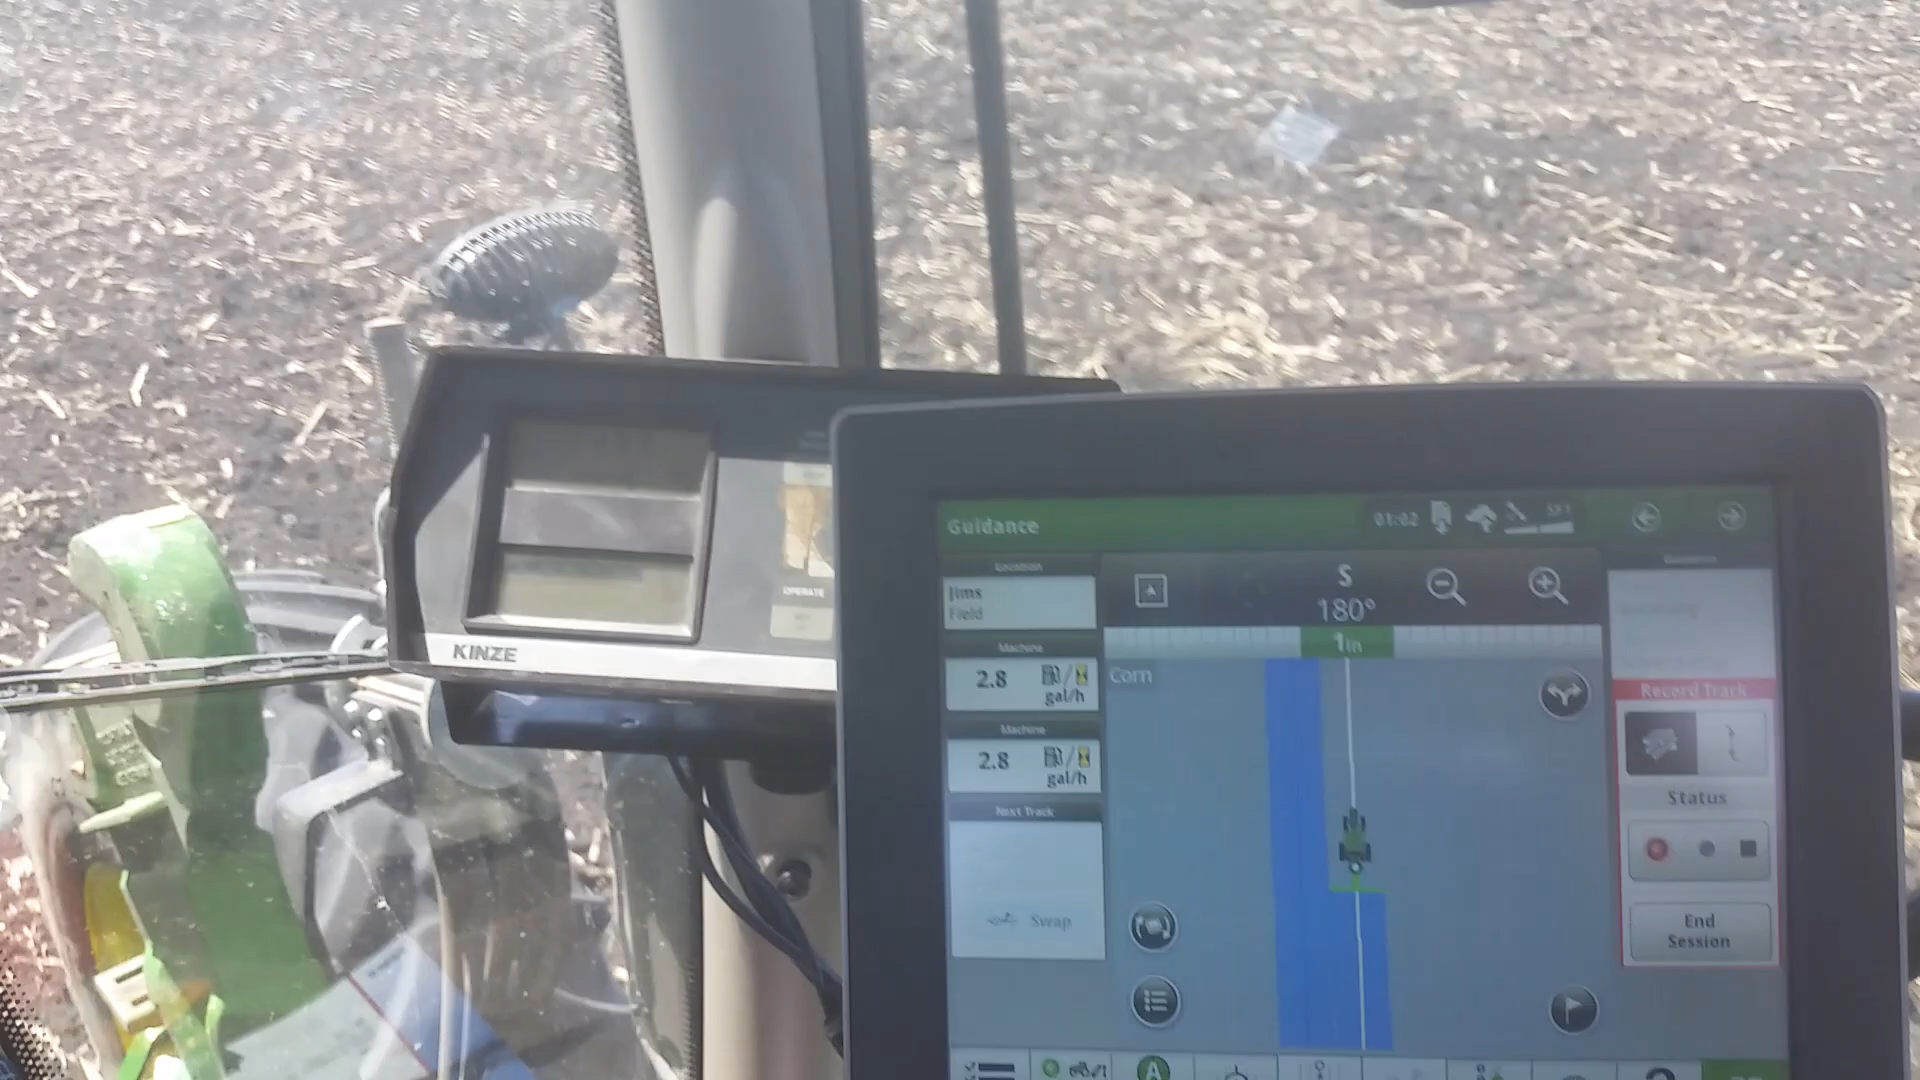 OPERATE
KINZE
Guidance
01:02
SF1
Location
Jims
Field
Machine
2.8
gal/h
Machine
2.8
gal/h
Next Track
Swap
S
180°
1in
Corn
Record Track
Status
End
Session
A